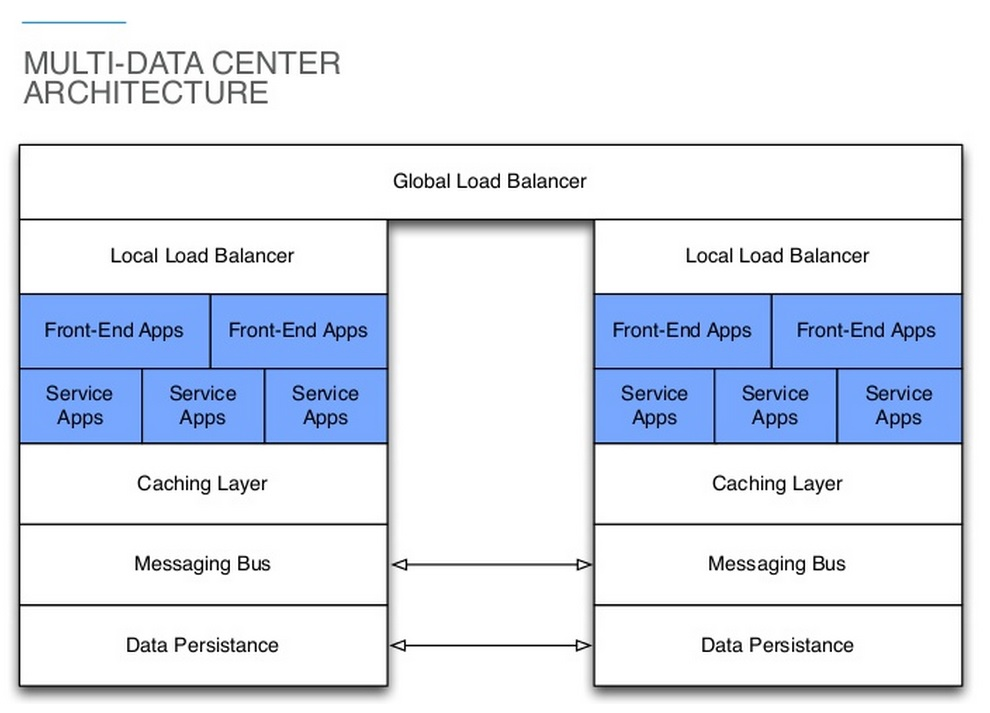 MULTI-DATA CENTER
ARCHITECTURE
Global Load Balancer
Local Load Balancer
Local Load Balancer
Front-End Apps
Front-End Apps
Front-End Apps
Front-End Apps
Service
Apps
Service
Apps
Service
Apps
Service
Apps
Service
Apps
Service
Apps
Caching Layer
Caching Layer
Messaging Bus
Messaging Bus
Data Persistance
Data Persistance